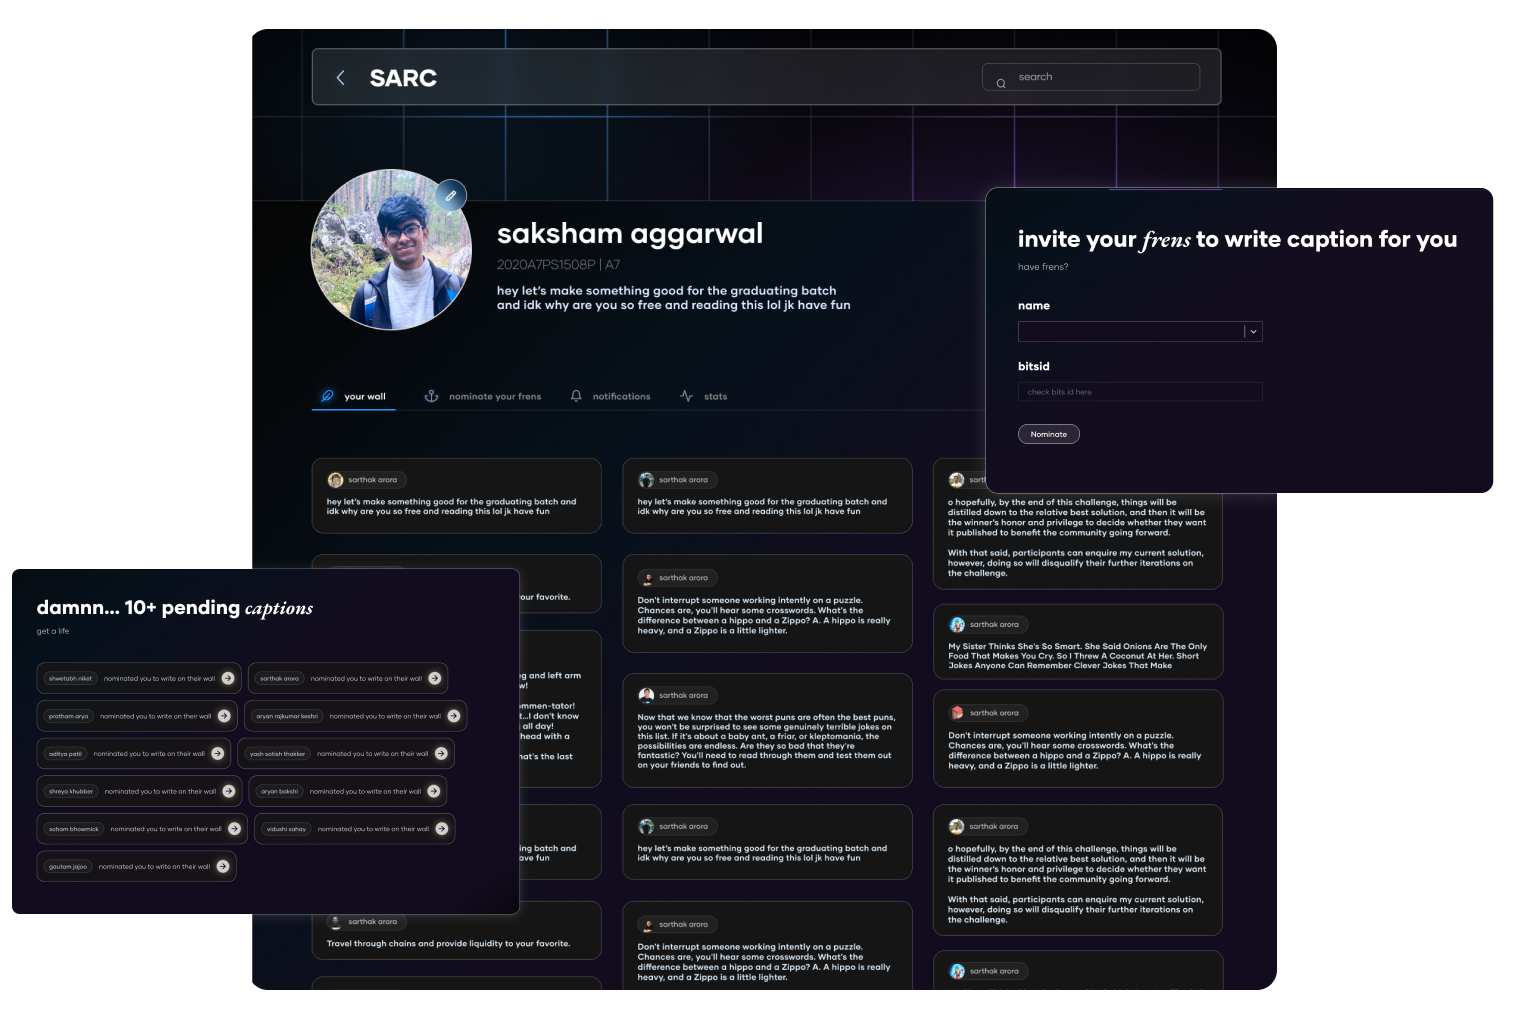 SARC
search
saksham aggarwal
2020A7PS1508P | A7
hey let's make something good for the graduating batch
and idk why are you so free and reading this lol jk have fun
your wall
nominate your frens
notifications
stats
invite your frens to write caption for you
have frens?
name
bitsid
check bits id here
Nominate
sarthak arora
hey let's make something good for the graduating batch and
idk why are you so free and reading this lol jk have fun
our favorite.
g and left arm
w!
mmen-tator!
t...I don't know
all day!
head with a
at's the last
ing batch and
ave fun
sarthak arora
Travel through chains and provide liquidity to your favorite.
sarthak arora
hey let's make something good for the graduating batch and
idk why are you so free and reading this lol jk have fun
sarthak arora
Don't interrupt someone working intently on a puzzle.
Chances are, you'll hear some crosswords. What's the
difference between a hippo and a Zippo? A. A hippo is really
heavy, and a Zippo is a little lighter.
sarthak arora
Now that we know that the worst puns are often the best puns,
you won't be surprised to see some genuinely terrible jokes on
this list. If it's about a baby ant, a friar, or kleptomania, the
possibilities are endless. Are they so bad that they're
fantastic? You'll need to read through them and test them out
on your friends to find out.
sarthak arora
hey let's make something good for the graduating batch and
idk why are you so free and reading this lol jk have fun
sarthak arora
Don't interrupt someone working intently on a puzzle.
Chances are, you'll hear some crosswords. What's the
difference between a hippo and a Zippo? A. A hippo is really
heavy, and a Zippo is a little lighter.
sart
o hopefully, by the end of this challenge, things will be
distilled down to the relative best solution, and then it will be
the winner's honor and privilege to decide whether they want
it published to benefit the community going forward.
With that said, participants can enquire my current solution,
however, doing so will disqualify their further iterations on
the challenge.
sarthak arora
My Sister Thinks She's So Smart. She Said Onions Are The Only
Food That Makes You Cry. So I Threw A Coconut At Her. Short
Jokes Anyone Can Remember Clever Jokes That Make
sarthak arora
Don't interrupt someone working intently on a puzzle.
Chances are, you'll hear some crosswords. What's the
difference between a hippo and a Zippo? A. A hippo is really
heavy, and a Zippo is a little lighter.
sarthak arora
o hopefully, by the end of this challenge, things will be
distilled down to the relative best solution, and then it will be
the winner's honor and privilege to decide whether they want
it published to benefit the community going forward.
With that said, participants can enquire my current solution,
however, doing so will disqualify their further iterations on
the challenge.
sarthak arora
damnn... 10+ pending captions
get a life
shwetabh niket nominated you to write on their wall
sarthak arora nominated you to write on their wall
pratham arya nominated you to write on their wall
aryan rajkumar keshri nominated you to write on their wall
aditya patil nominated you to write on their wall
yash satish thakker nominated you to write on their wall
shreya khubber nominated you to write on their wall
aryan bakshi nominated you to write on their wall
soham bhowmick nominated you to write on their wall
vidushi sahay nominated you to write on their wall
gautam jajoo nominated you to write on their wall